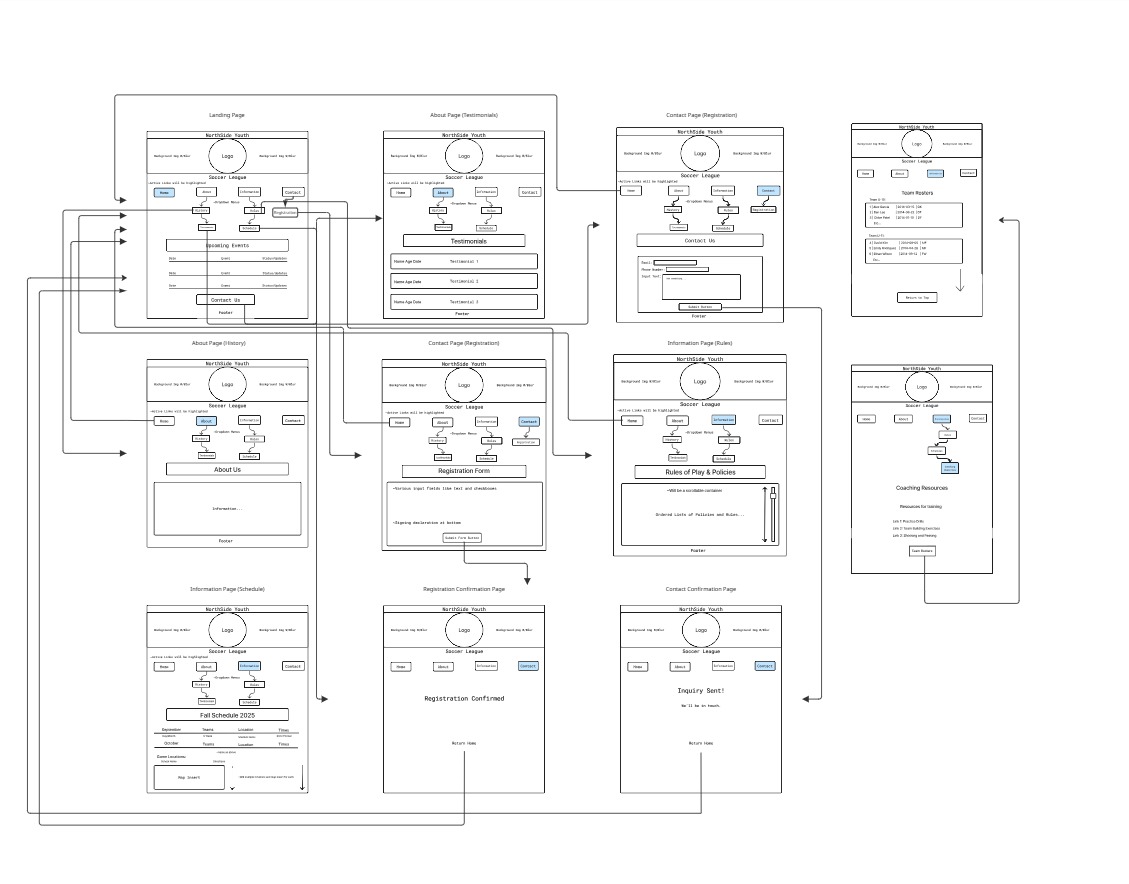 Landing Page
NorthSide Youth
Background Img W/Blur
Logo
Background Img W/Blur
Soccer League
-Active Links will be highlighted
Home
About
Information
Contact
-Dropdown Menus
History
Rules
Registration
Testimonials
Schedule
Upcoming Events
Date Event Status/Updates
Date Event Status/Updates
Date Event Status/Updates
Contact Us
Footer
About Page (Testimonials)
NorthSide Youth
Background Img W/Blur
Logo
Background Img W/Blur
Soccer League
-Active Links will be highlighted
Home
About
Information
Contact
-Dropdown Menus
History
Rules
Testimonials
Schedule
Testimonials
Name Age Date Testimonial 1
Name Age Date Testimonial 2
Name Age Date Testimonial 3
Footer
Contact Page (Registration)
NorthSide Youth
Background Img W/Blur
Logo
Background Img W/Blur
Soccer League
-Active Links will be highlighted
Home
About
Information
Contact
-Dropdown Menus
History
Rules
Registration
Testimonials
Schedule
Contact Us
Email:
Phone Number
Input Text
Submit Button
Footer
NorthSide Youth
Background Img W/Blur
Logo
Background Img W/Blur
Soccer League
Home
About
Information
Contact
Team Rosters
Return to Top
About Page (History)
NorthSide Youth
Background Img W/Blur
Logo
Background Img W/Blur
Soccer League
-Active Links will be highlighted
Home
About
Information
Contact
-Dropdown Menus
History
Rules
Testimonials
Schedule
About Us
Information...
Footer
Contact Page (Registration)
NorthSide Youth
Background Img W/Blur
Logo
Background Img W/Blur
Soccer League
-Active Links will be highlighted
Home
About
Information
Contact
-Dropdown Menus
History
Rules
Registration
Testimonials
Schedule
Registration Form
-Various input fields like text and checkboxes
-Signing declaration at bottom
Submit Form Button
Information Page (Rules)
NorthSide Youth
Background Img W/Blur
Logo
Background Img W/Blur
Soccer League
-Active Links will be highlighted
Home
About
Information
Contact
-Dropdown Menus
History
Rules
Testimonials
Schedule
Rules of Play & Policies
-Will be a scrollable container
Ordered Lists of Policies and Rules...
Footer
NorthSide Youth
Background Img W/Blur
Logo
Background Img W/Blur
Soccer League
Home
About
Information
Contact
Coaching Resources
Resources for training
Link 1: Practice Drills
Link 2: Team Building Exercises
Link 3: Shooting and Passing
Team Rosters
Information Page (Schedule)
NorthSide Youth
Background Img W/Blur
Logo
Background Img W/Blur
Soccer League
-Active Links will be highlighted
Home
About
Information
Contact
-Dropdown Menus
History
Rules
Testimonials
Schedule
Fall Schedule 2025
September Teams Location Times
October Teams Location Times
Game Locations:
Map Insert
Registration Confirmation Page
NorthSide Youth
Background Img W/Blur
Logo
Background Img W/Blur
Soccer League
Home
About
Information
Contact
Registration Confirmed
Return Home
Contact Confirmation Page
NorthSide Youth
Background Img W/Blur
Logo
Background Img W/Blur
Soccer League
Home
About
Information
Contact
Inquiry Sent!
We'll be in touch.
Return Home